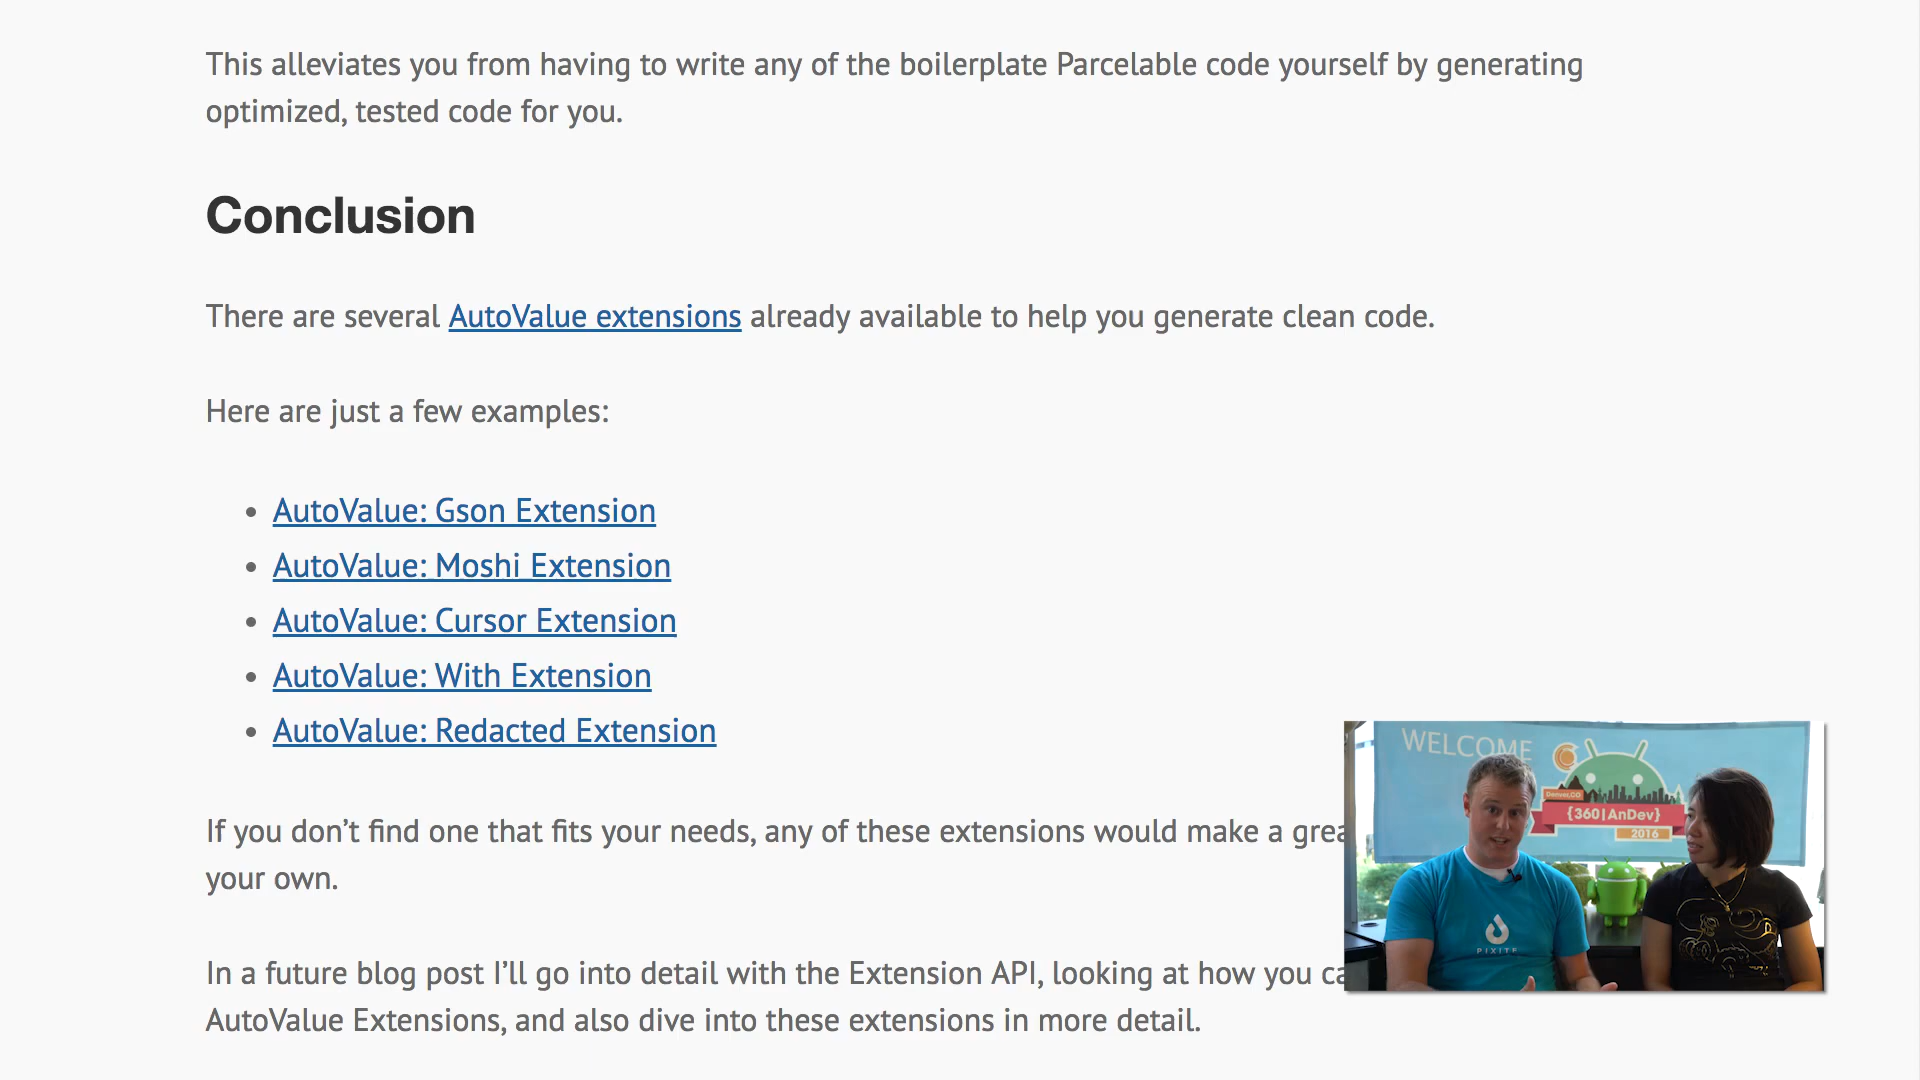 This alleviates you from having to write any of the boilerplate Parcelable code yourself by generating
optimized, tested code for you.
Conclusion
There are several AutoValue extensions already available to help you generate clean code.
Here are just a few examples:
• AutoValue: Gson Extension
• AutoValue: Moshi Extension
• AutoValue: Cursor Extension
• AutoValue: With Extension
• AutoValue: Redacted Extension
If you don’t find one that fits your needs, any of these extensions would make a grea
your own.
In a future blog post I’ll go into detail with the Extension API, looking at how you ca
AutoValue Extensions, and also dive into these extensions in more detail.
WELCOME
Denver,CO
{360|AnDev}
2016
PIXITE